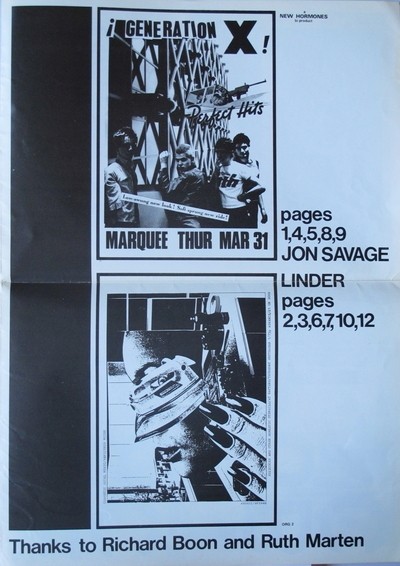 ¡ GENERATION X !
Perfect Hits
MARQUEE THUR MAR 31
A
NEW HORMONES
product
pages
1,4,5,8,9
JON SAVAGE
LINDER
pages
2,3,6,7,10,12
Thanks to Richard Boon and Ruth Marten